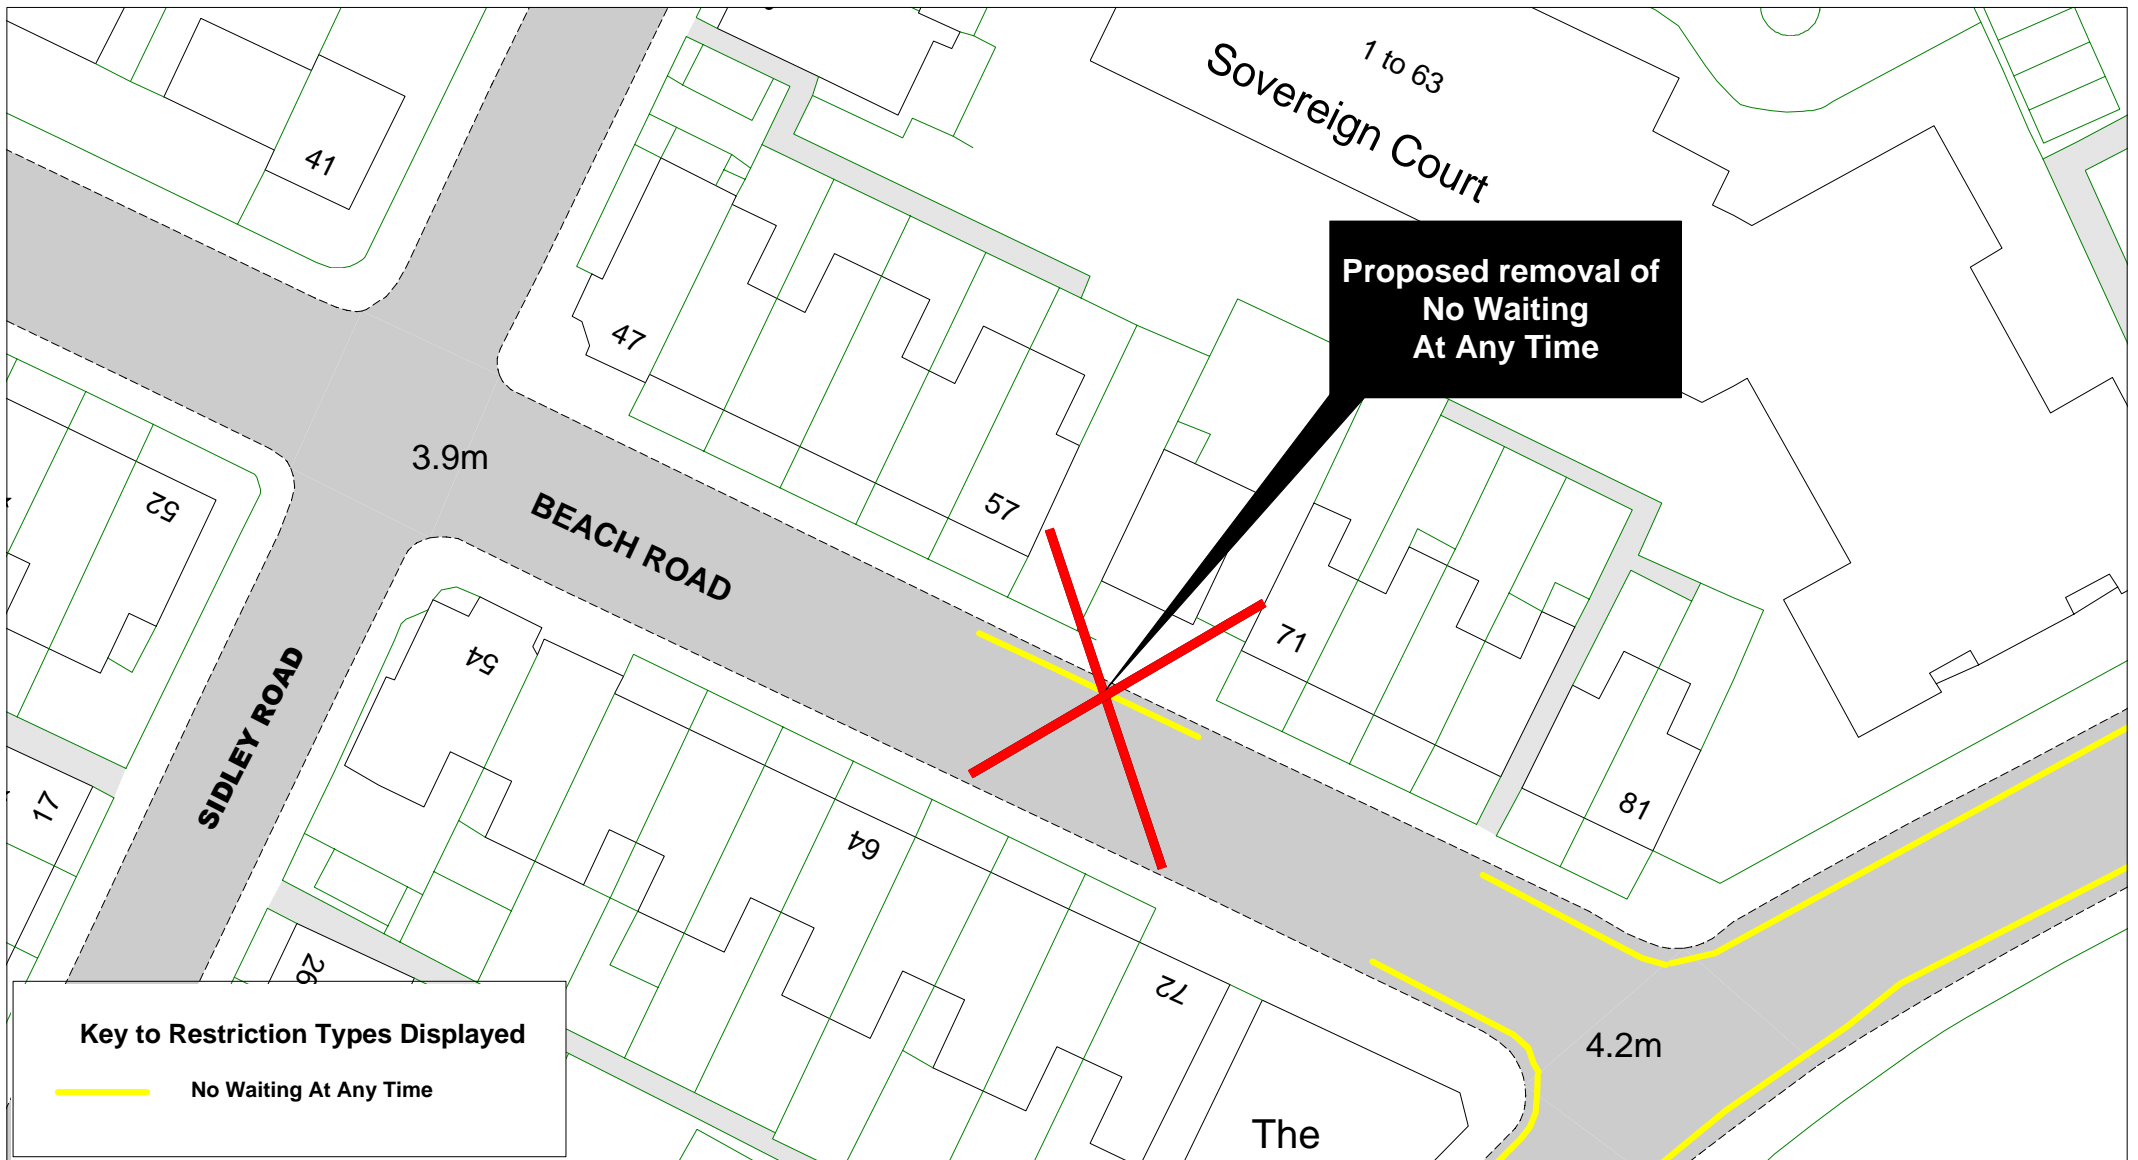 1 to 63
Sovereign Court
41
Proposed removal of
No Waiting
At Any Time
47
3.9m
52
BEACH ROAD
57
71
54
SIDLEY ROAD
17
81
64
26
72
4.2m
The
Key to Restriction Types Displayed
No Waiting At Any Time